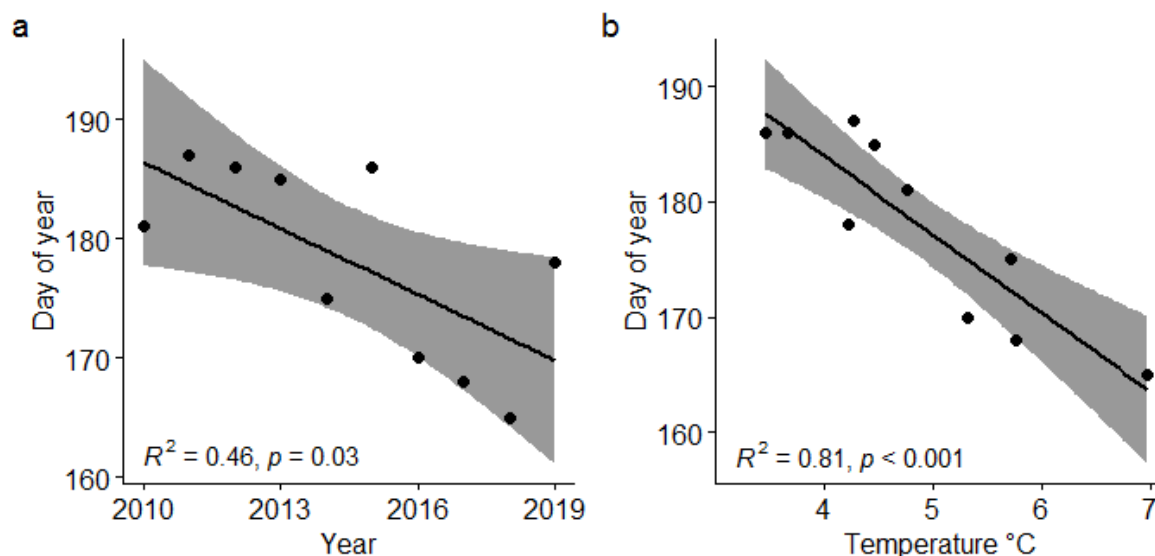 a
Day of year
190
180
170
160
R² = 0.46, p = 0.03
2010 2013 2016 2019
Year
b
Day of year
190
180
170
160
R² = 0.81, p < 0.001
4 5 6 7
Temperature °C